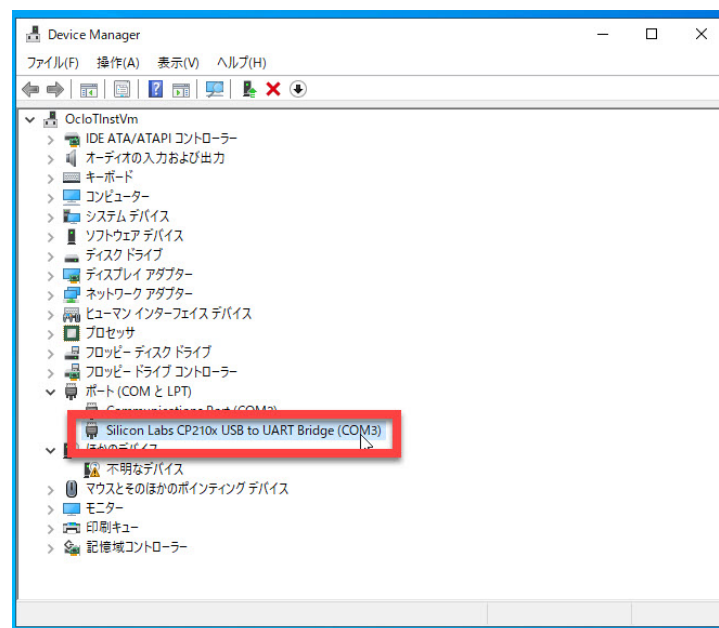 Device Manager
ファイル(F) 操作(A) 表示(V) ヘルプ(H)
OcIoTInstVm
IDE ATA/ATAPI コントローラー
オーディオの入力および出力
キーボード
コンピューター
システム デバイス
ソフトウェア デバイス
ディスク ドライブ
ディスプレイ アダプター
ネットワーク アダプター
ヒューマン インターフェイス デバイス
プロセッサ
フロッピー ディスク ドライブ
フロッピー ドライブ コントローラー
ポート (COM と LPT)
Communications Port
Silicon Labs CP210x USB to UART Bridge (COM3)
ほかのデバイス
不明なデバイス
マウスとそのほかのポインティング デバイス
モニター
印刷キュー
記憶域コントローラー